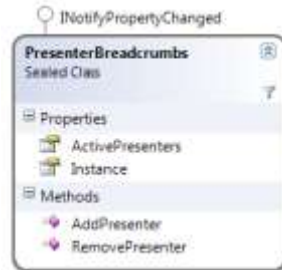 INotifyPropertyChanged
PresenterBreadcrumbs
Sealed Class
Properties
ActivePresenters
Instance
Methods
AddPresenter
RemovePresenter